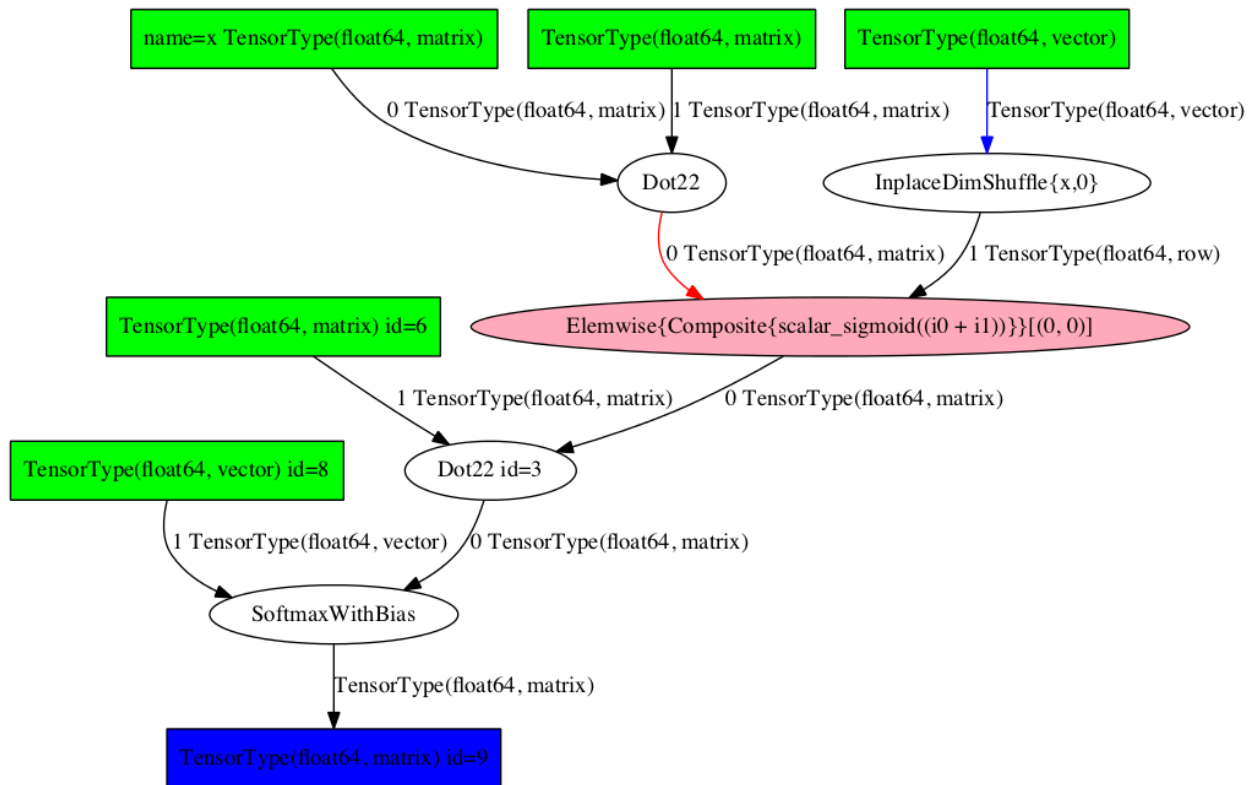 name=x TensorType(float64, matrix)
TensorType(float64, matrix)
TensorType(float64, vector)
0 TensorType(float64, matrix)
1 TensorType(float64, matrix)
TensorType(float64, vector)
Dot22
InplaceDimShuffle{x,0}
0 TensorType(float64, matrix)
1 TensorType(float64, row)
TensorType(float64, matrix) id=6
Elemwise{Composite{scalar_sigmoid((i0 + i1))}}[(0, 0)]
1 TensorType(float64, matrix)
0 TensorType(float64, matrix)
TensorType(float64, vector) id=8
Dot22 id=3
1 TensorType(float64, vector)
0 TensorType(float64, matrix)
SoftmaxWithBias
TensorType(float64, matrix)
TensorType(float64, matrix) id=9